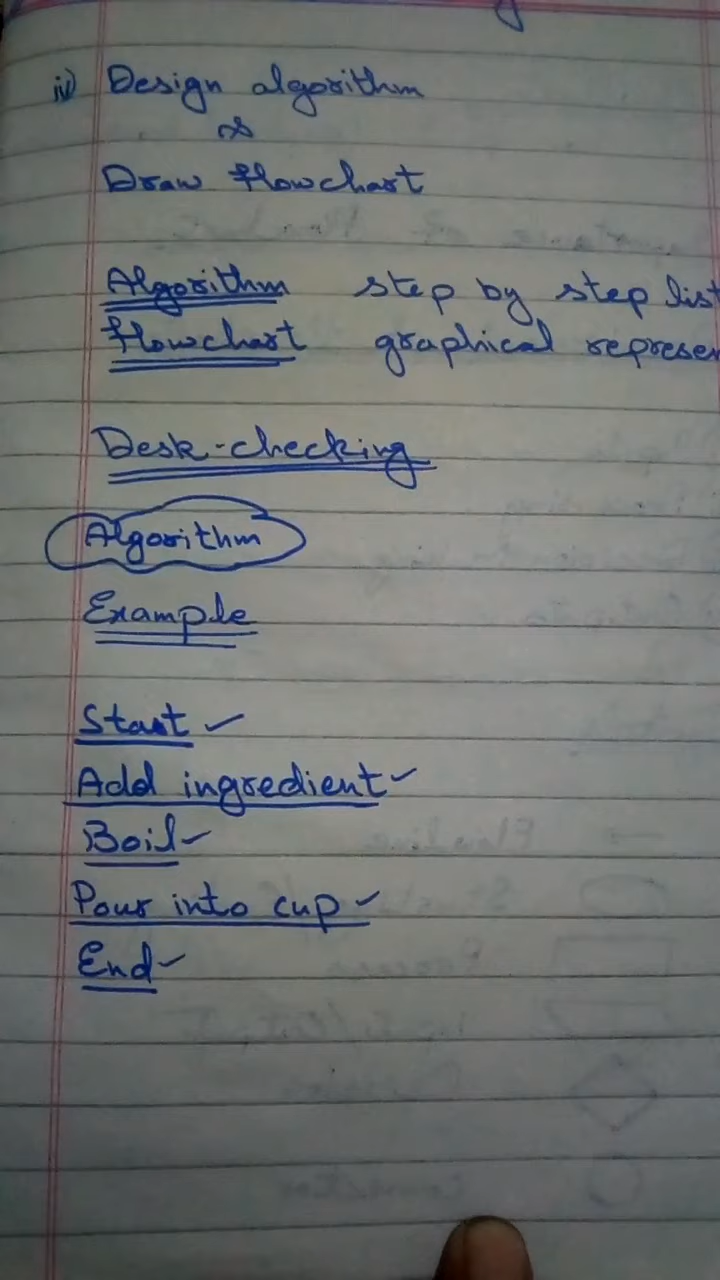 iv) Design algorithm
or
Draw flowchart
Algorithm step by step list
flowchart graphical represen
Desk-checking
Algorithm
Example
Start ✓
Add ingredient ✓
Boil ✓
Pour into cup ✓
End ✓